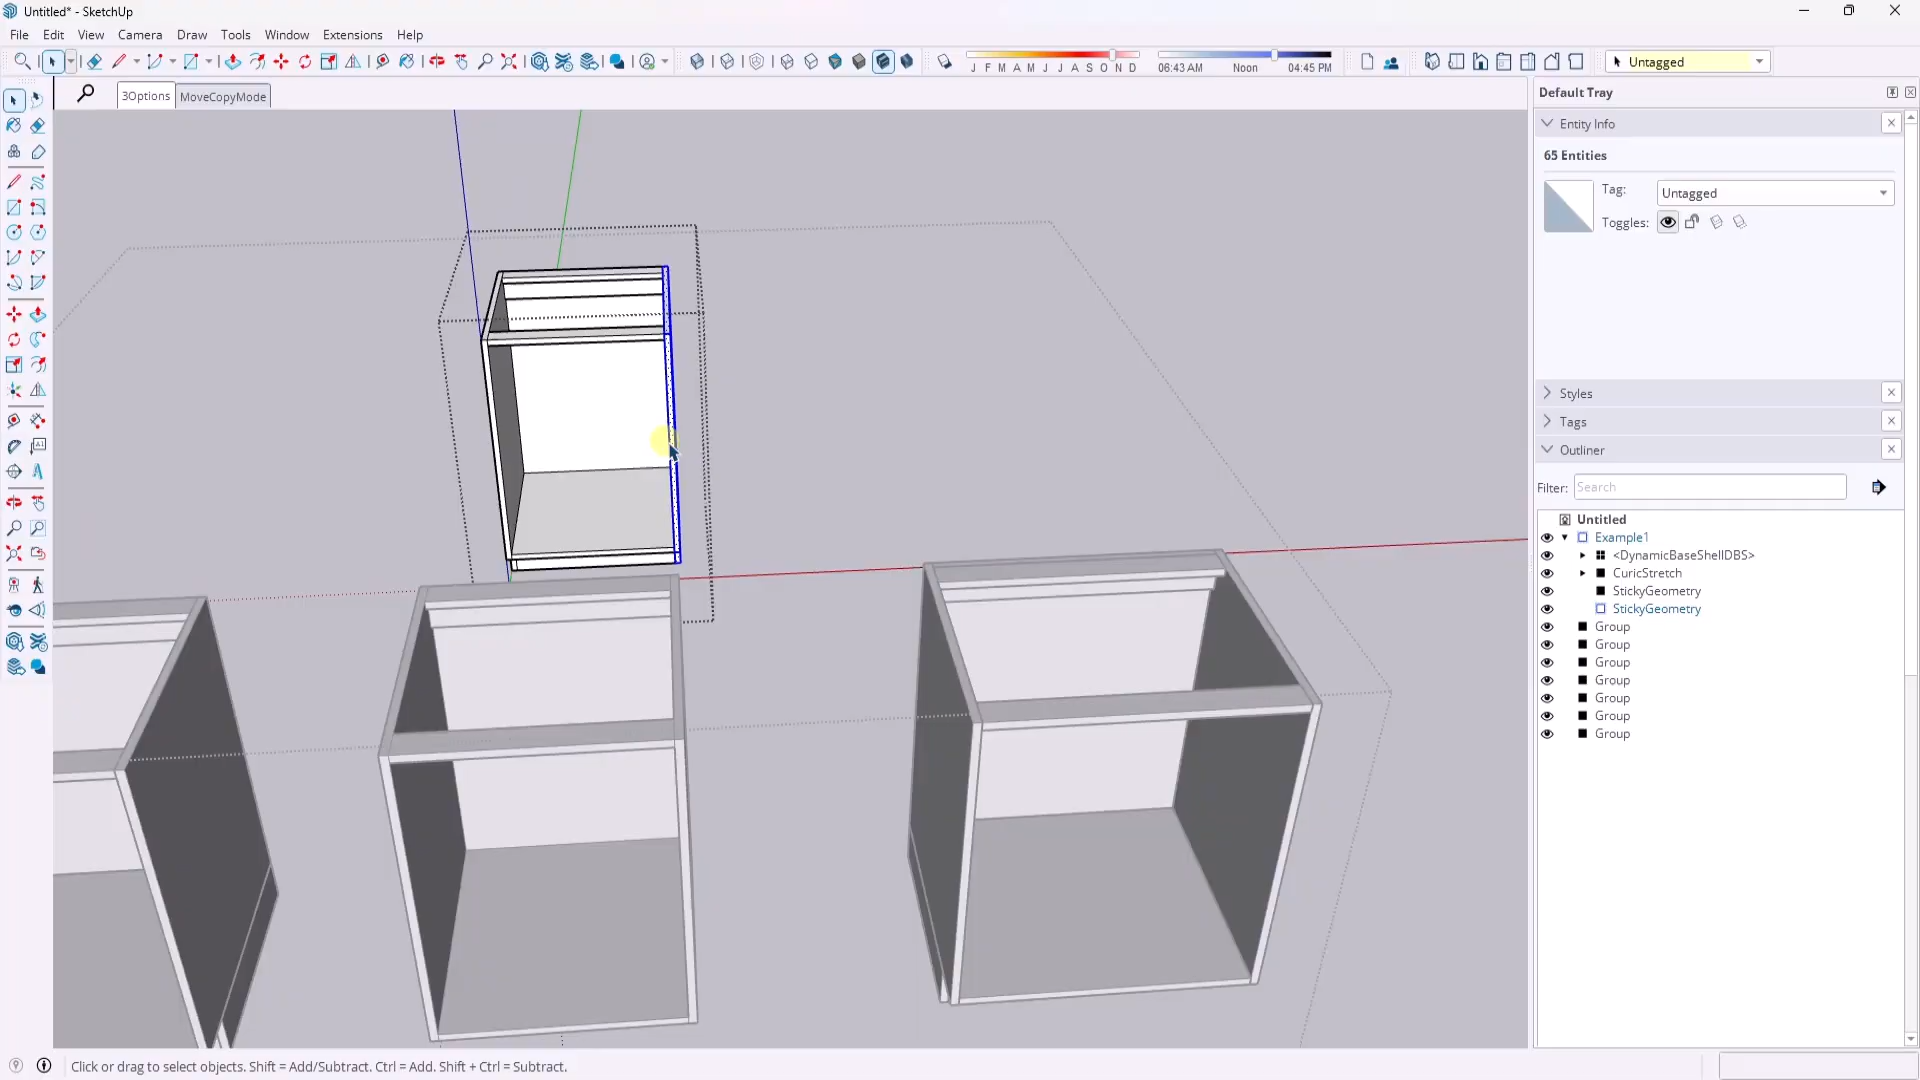 Untitled* - SketchUp
File Edit View Camera Draw Tools Window Extensions Help
J F M A M J J A S O N D
06:43 AM Noon 04:45 PM
Untagged
3Options MoveCopyMode
Default Tray
Entity Info
65 Entities
Tag: Untagged
Toggles:
Styles
Tags
Outliner
Filter: Search
Untitled
Example1
<DynamicBaseShellDBS>
CuricStretch
StickyGeometry
StickyGeometry
Group
Group
Group
Group
Group
Group
Group
Click or drag to select objects. Shift = Add/Subtract. Ctrl = Add. Shift + Ctrl = Subtract.